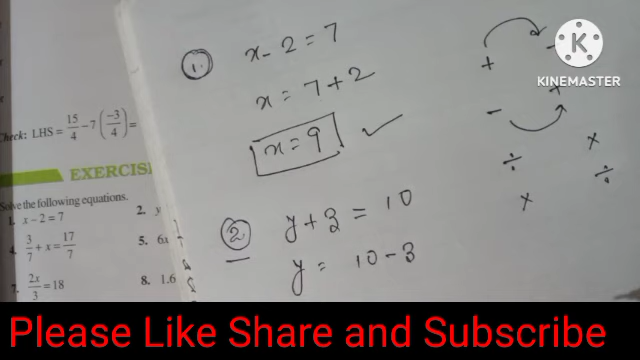 1. x - 2 = 7
x = 7 + 2
x = 9
2. y + 3 = 10
y = 10 - 3
+ -
- +
÷ ×
× ÷
K
KINEMASTER
Check: LHS = 15/4 - 7 (-3/4) =
EXERCISE
Solve the following equations.
1. x - 2 = 7 2. y
4. 3/7 + x = 17/7 5. 6x
7. 2x/3 = 18 8. 1.6
Please Like Share and Subscribe